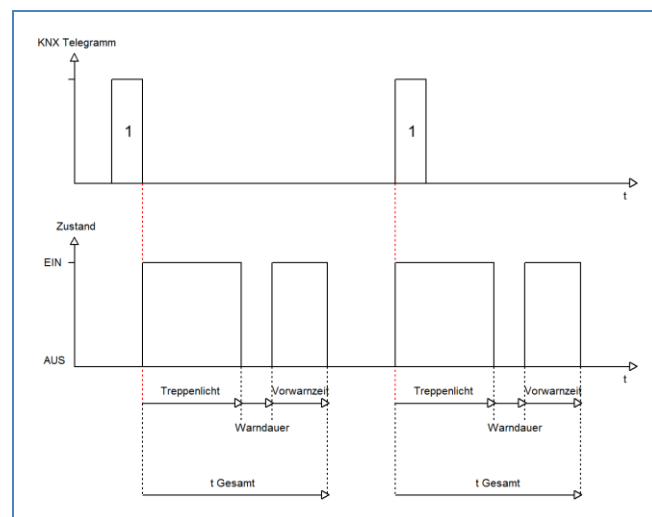 KNX Telegramm
1
1
t
Zustand
EIN
AUS
t
Treppenlicht
Vorwarnzeit
Treppenlicht
Vorwarnzeit
Warndauer
Warndauer
t Gesamt
t Gesamt